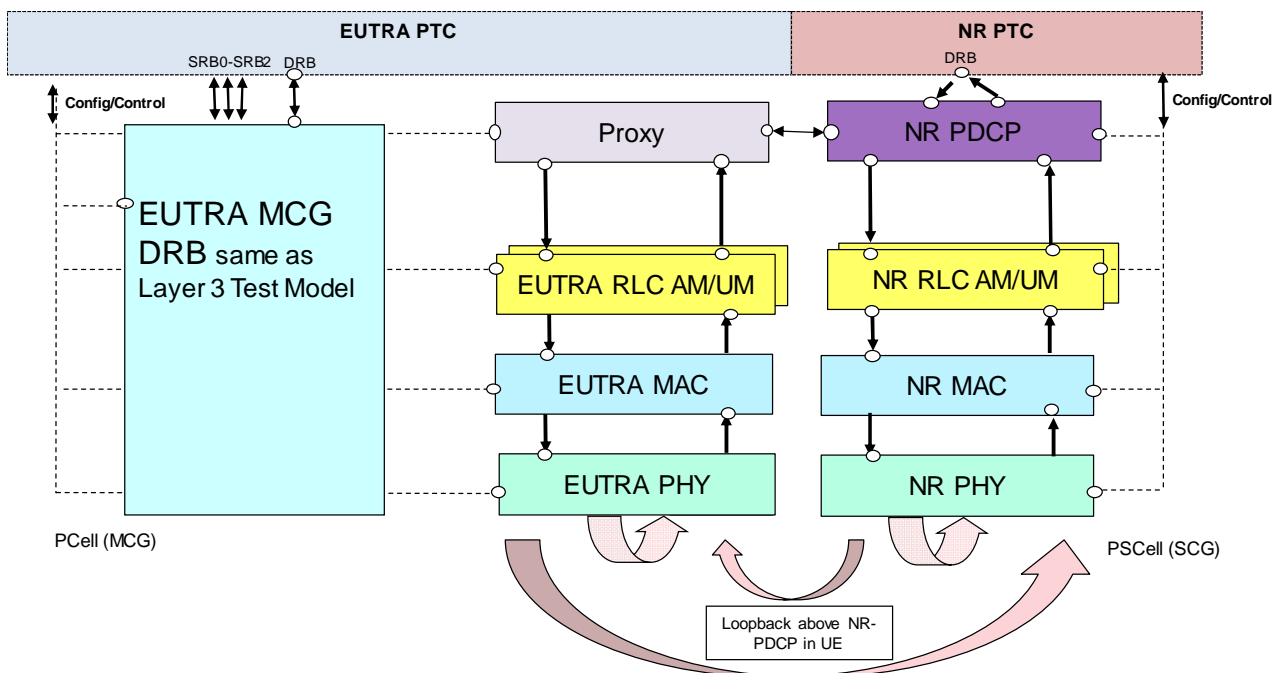 EUTRA PTC
NR PTC
SRB0-SRB2
DRB
DRB
Config/Control
Config/Control
Proxy
NR PDCP
EUTRA MCG
DRB same as
Layer 3 Test Model
EUTRA RLC AM/UM
NR RLC AM/UM
EUTRA MAC
NR MAC
EUTRA PHY
NR PHY
PCell (MCG)
PSCell (SCG)
Loopback above NR-
PDCP in UE